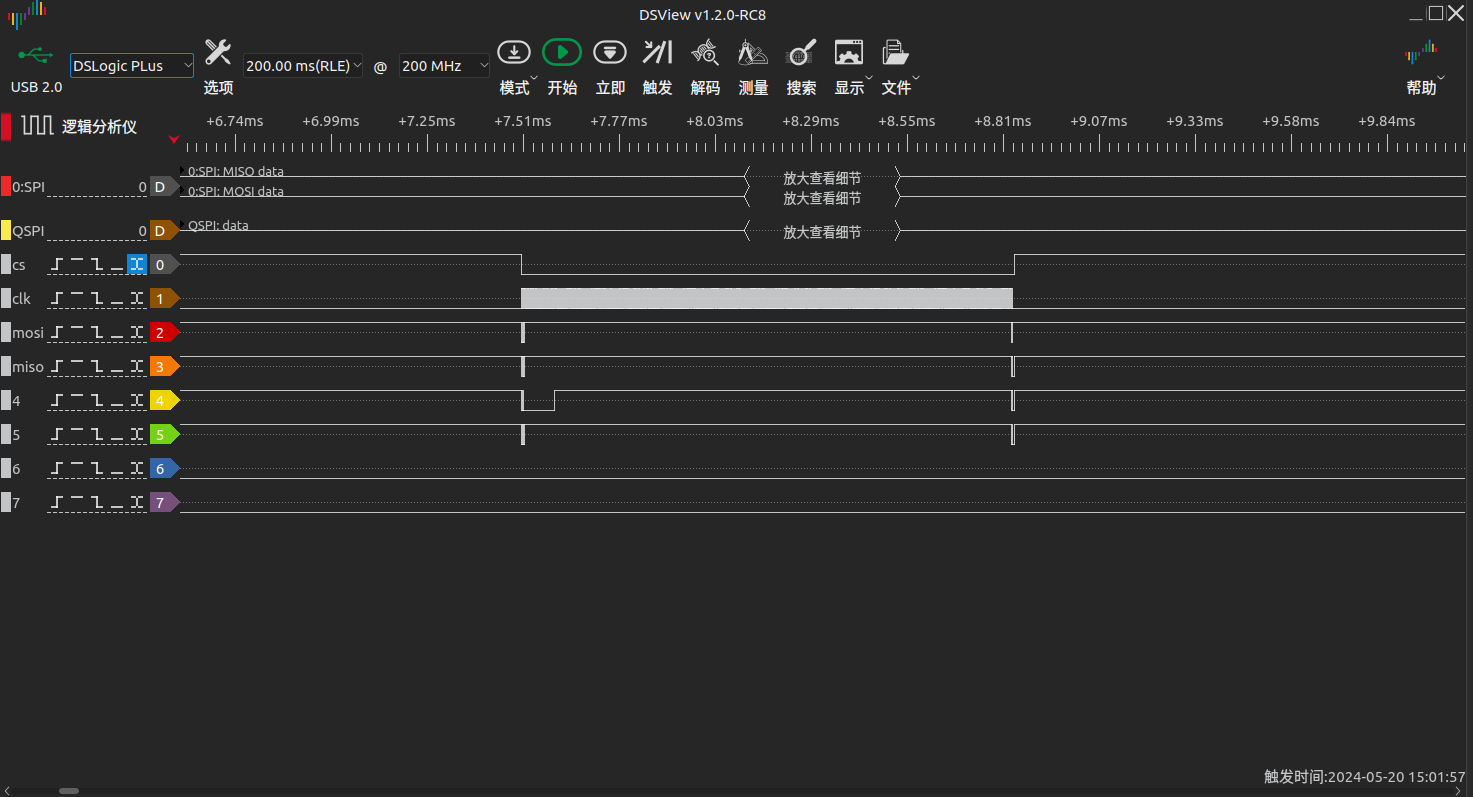 DSView v1.2.0-RC8
USB 2.0
DSLogic PLus
选项
200.00 ms(RLE)
@
200 MHz
模式
开始
立即
触发
解码
测量
搜索
显示
文件
帮助
逻辑分析仪
+6.74ms +6.99ms +7.25ms +7.51ms +7.77ms +8.03ms +8.29ms +8.55ms +8.81ms +9.07ms +9.33ms +9.58ms +9.84ms
0:SPI 0 D
0:SPI: MISO data
放大查看细节
0:SPI: MOSI data
放大查看细节
QSPI 0 D
QSPI: data
放大查看细节
cs 0
clk 1
mosi 2
miso 3
4 4
5 5
6 6
7 7
触发时间:2024-05-20 15:01:57